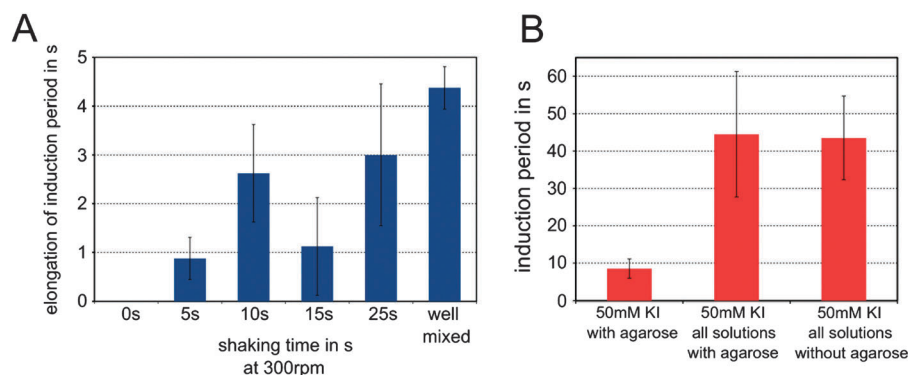 A
elongation of induction period in s
5
4
3
2
1
0
0s 5s 10s 15s 25s well
mixed
shaking time in s
at 300rpm
B
induction period in s
60
50
40
30
20
10
0
50mM KI
with agarose
50mM KI
all solutions
with agarose
50mM KI
all solutions
without agarose